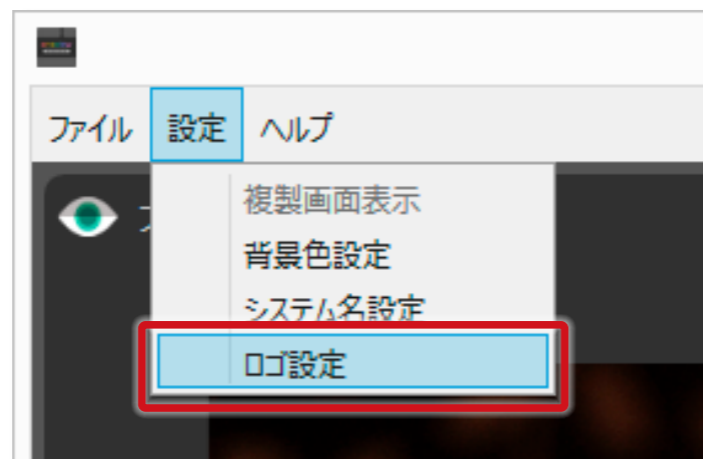 ファイル 設定 ヘルプ
複製画面表示
背景色設定
システム名設定
ロゴ設定